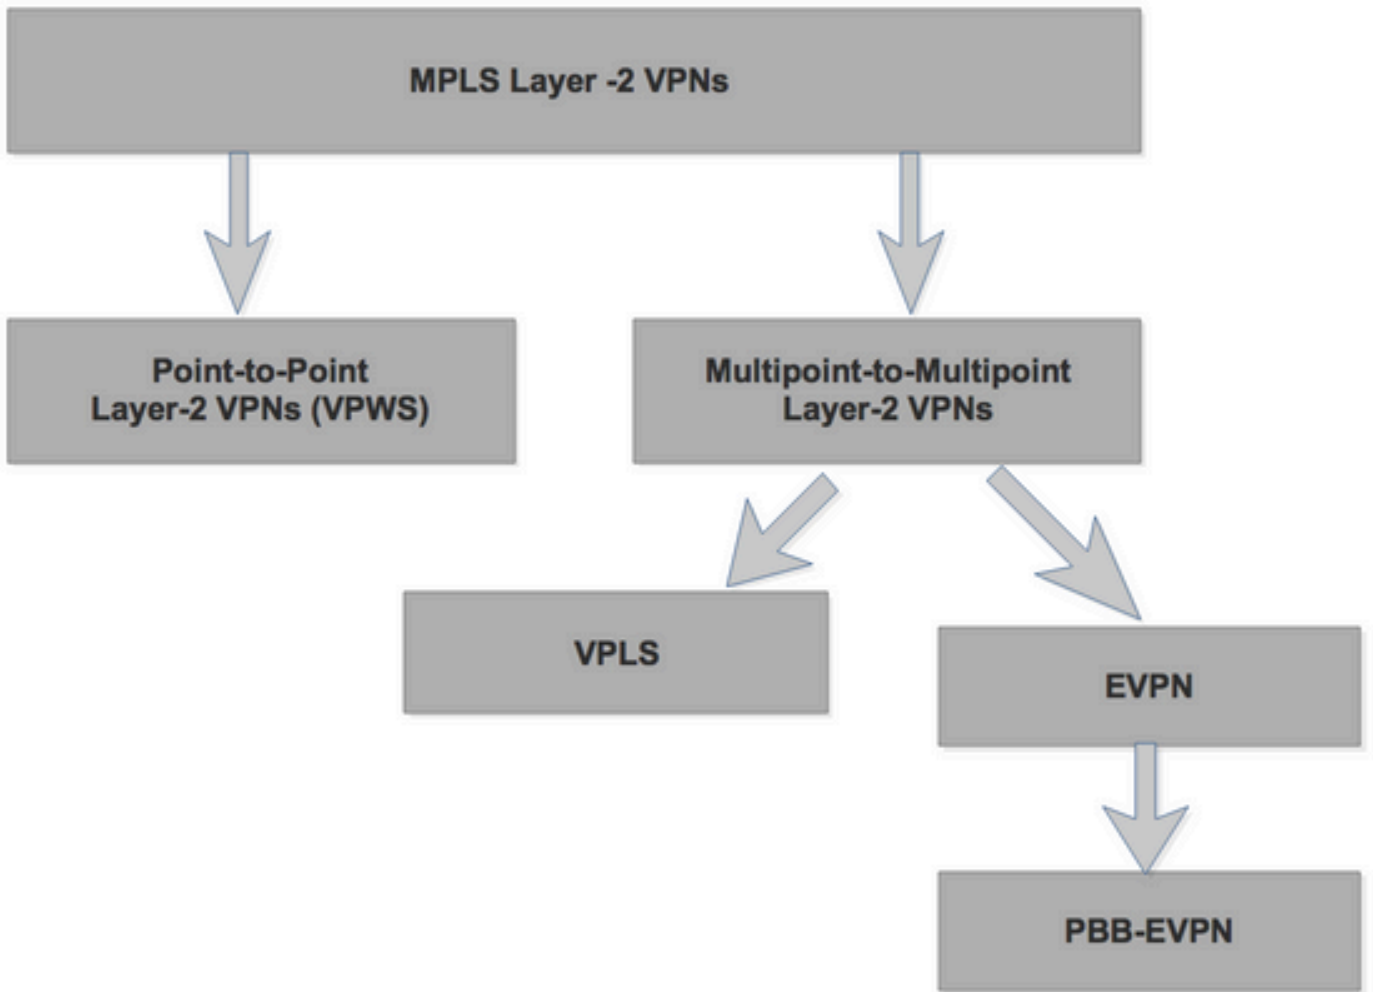 MPLS Layer -2 VPNs
Point-to-Point
Layer-2 VPNs (VPWS)
Multipoint-to-Multipoint
Layer-2 VPNs
VPLS
EVPN
PBB-EVPN